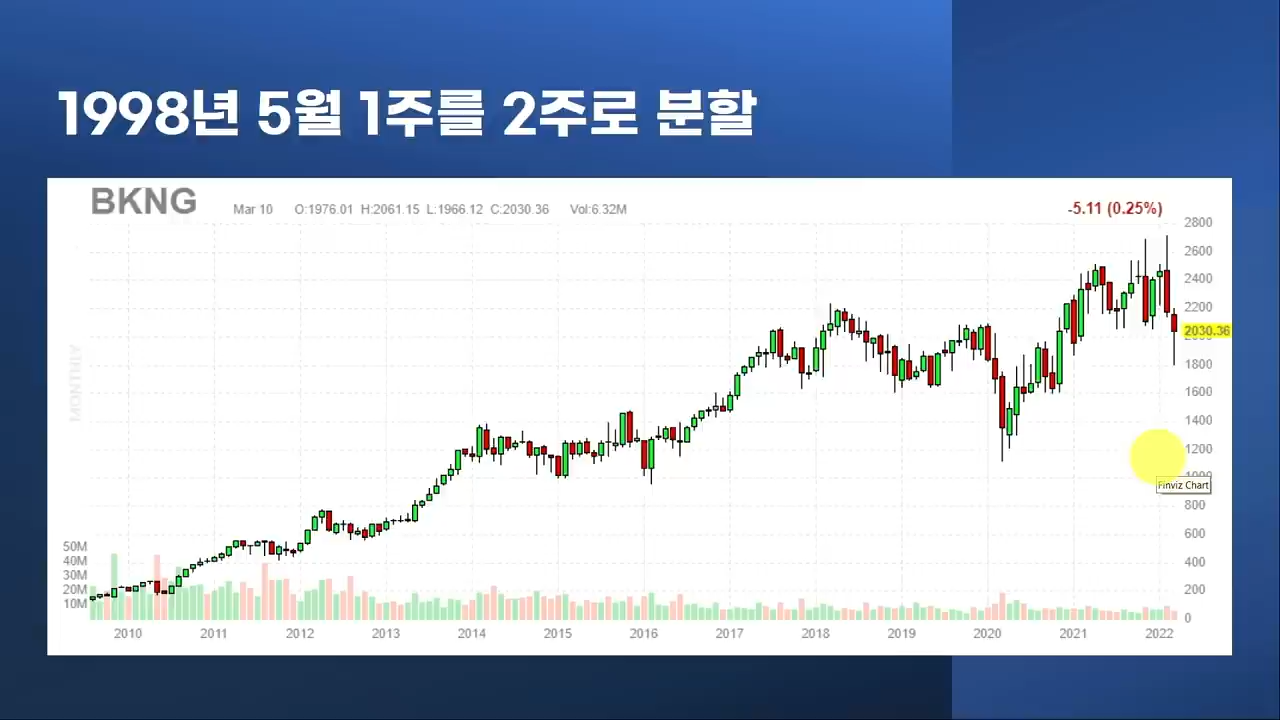 1998년 5월 1주를 2주로 분할
BKNG Mar 10 O:1976.01 H:2061.15 L:1966.12 C:2030.36 Vol:6.32M -5.11 (0.25%)
MONTHLY
2800
2600
2400
2200
2030.36
2000
1800
1600
1400
1200
1000
Finviz Chart
800
600
400
200
0
50M
40M
30M
20M
10M
2010 2011 2012 2013 2014 2015 2016 2017 2018 2019 2020 2021 2022